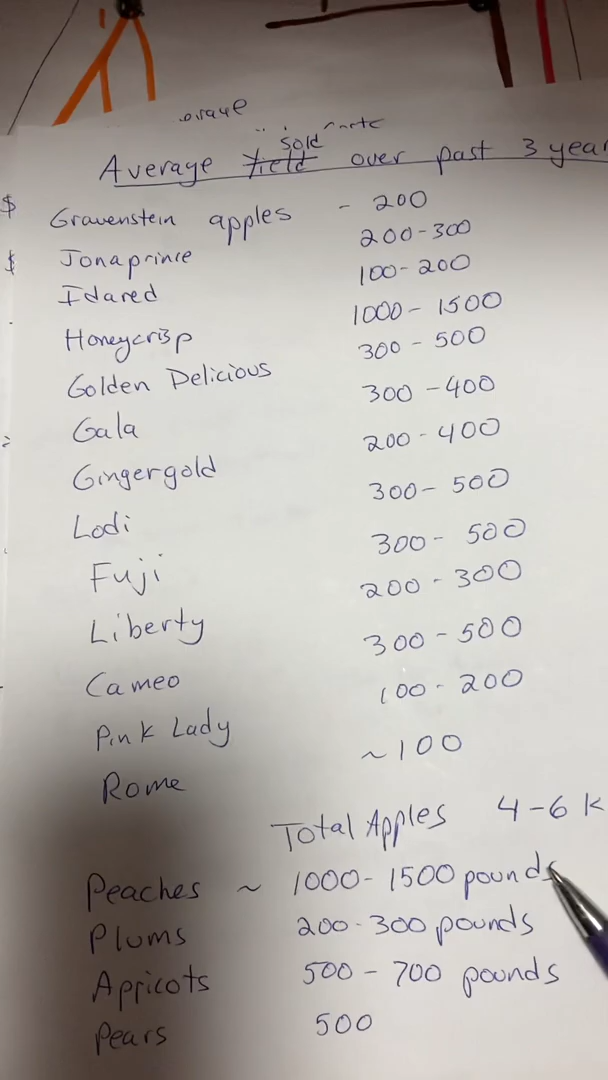 sold
Average yield over past 3 year
$ Gravenstein apples - 200
$ Jonaprince 200-300
Idared 100-200
Honeycrisp 1000-1500
Golden Delicious 300-500
Gala 300-400
Gingergold 200-400
Lodi 300-500
Fuji 300-500
Liberty 200-300
Cameo 300-500
Pink Lady 100-200
Rome ~100
Total Apples 4-6 K
Peaches ~ 1000-1500 pounds
Plums 200-300 pounds
Apricots 500-700 pounds
Pears 500